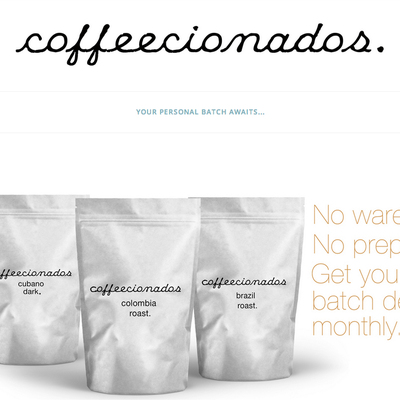 coffeecionados.
YOUR PERSONAL BATCH AWAITS...
ffeecionados
cubano
dark.
coffeecionados
colombia
roast.
coffeecionados
brazil
roast.
No ware
No prep
Get you
batch de
monthly.